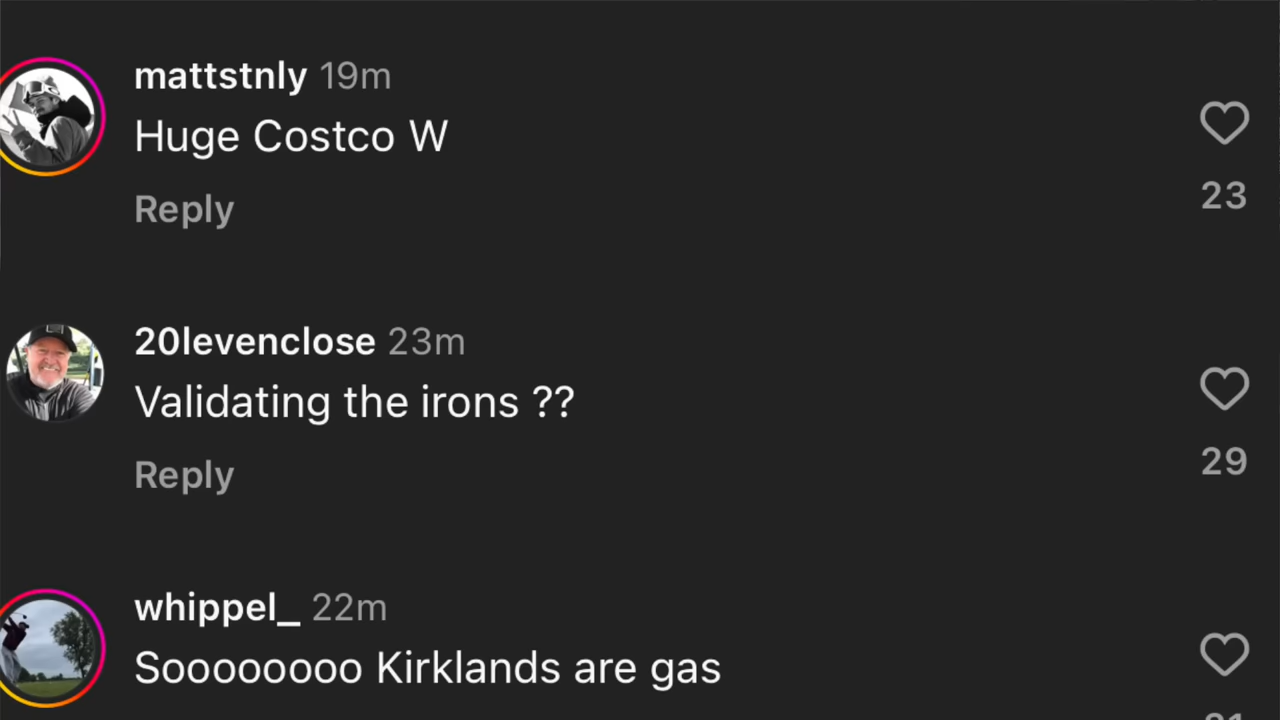 mattstnly 19m
Huge Costco W
Reply
23
20levenclose 23m
Validating the irons ??
Reply
29
whippel_ 22m
Soooooooo Kirklands are gas